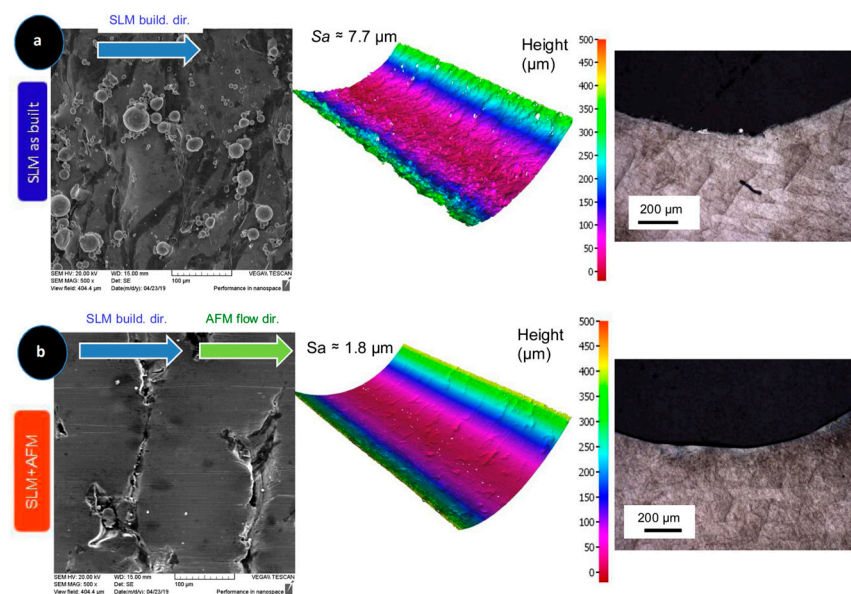 a
SLM as built
SLM build. dir.
SEM HV: 20.00 kV
WD: 15.00 mm
VEGA\\ TESCAN
SEM MAG: 500 x
Det: SE
100 µm
View field: 404.4 µm
Date(m/d/y): 04/23/19
Performance in nanospace
Sa ≈ 7.7 µm
Height
(µm)
500
450
400
350
300
250
200
150
100
50
0
200 µm
b
SLM+AFM
SLM build. dir.
AFM flow dir.
SEM HV: 20.00 kV
WD: 15.00 mm
VEGA\\ TESCAN
SEM MAG: 500 x
Det: SE
100 µm
View field: 404.4 µm
Date(m/d/y): 04/23/19
Performance in nanospace
Sa ≈ 1.8 µm
Height
(µm)
500
450
400
350
300
250
200
150
100
50
0
200 µm